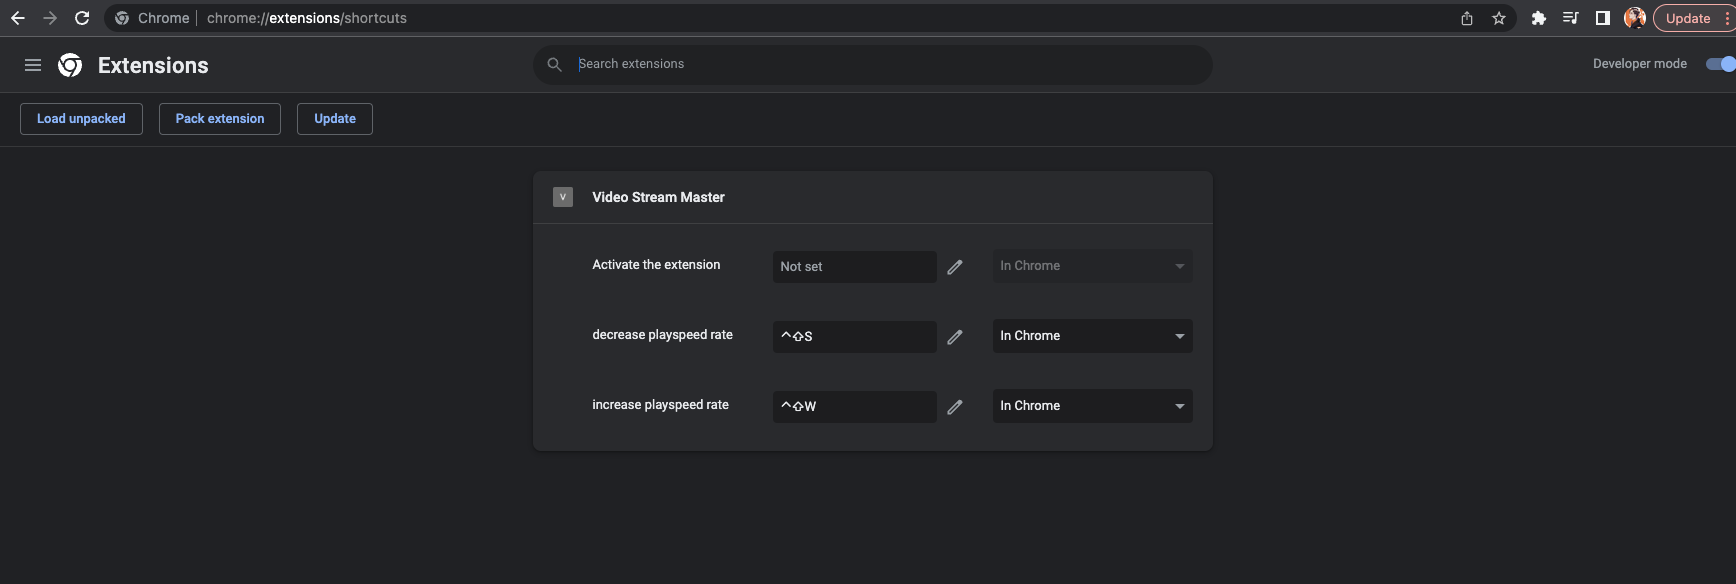 Chrome chrome://extensions/shortcuts Update
Extensions Search extensions Developer mode
Load unpacked Pack extension Update
V Video Stream Master
Activate the extension Not set In Chrome
decrease playspeed rate ^⇧S In Chrome
increase playspeed rate ^⇧W In Chrome